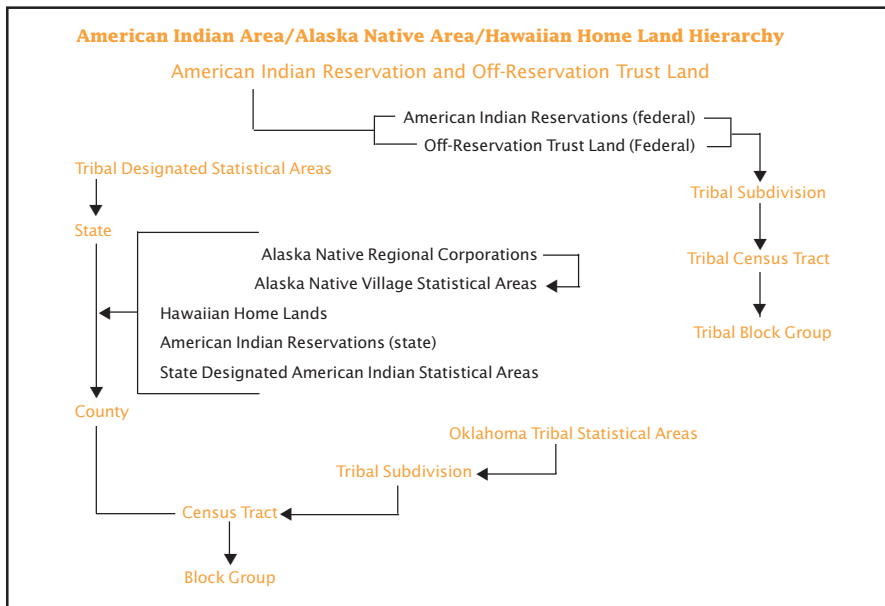 American Indian Area/Alaska Native Area/Hawaiian Home Land Hierarchy
American Indian Reservation and Off-Reservation Trust Land
American Indian Reservations (federal)
Off-Reservation Trust Land (Federal)
Tribal Designated Statistical Areas
Tribal Subdivision
State
Alaska Native Regional Corporations
Tribal Census Tract
Alaska Native Village Statistical Areas
Hawaiian Home Lands
Tribal Block Group
American Indian Reservations (state)
State Designated American Indian Statistical Areas
County
Oklahoma Tribal Statistical Areas
Tribal Subdivision
Census Tract
Block Group